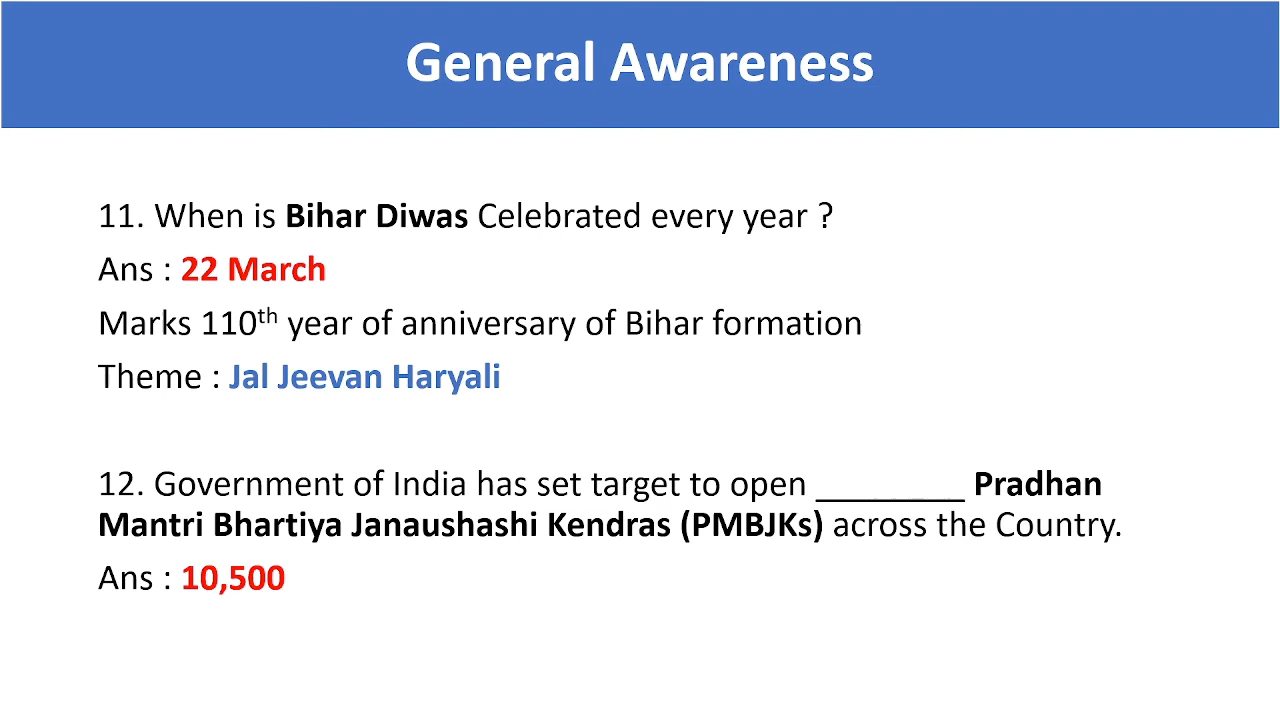 General Awareness
11. When is Bihar Diwas Celebrated every year ?
Ans : 22 March
Marks 110th year of anniversary of Bihar formation
Theme : Jal Jeevan Haryali
12. Government of India has set target to open ________ Pradhan
Mantri Bhartiya Janaushashi Kendras (PMBJKs) across the Country.
Ans : 10,500